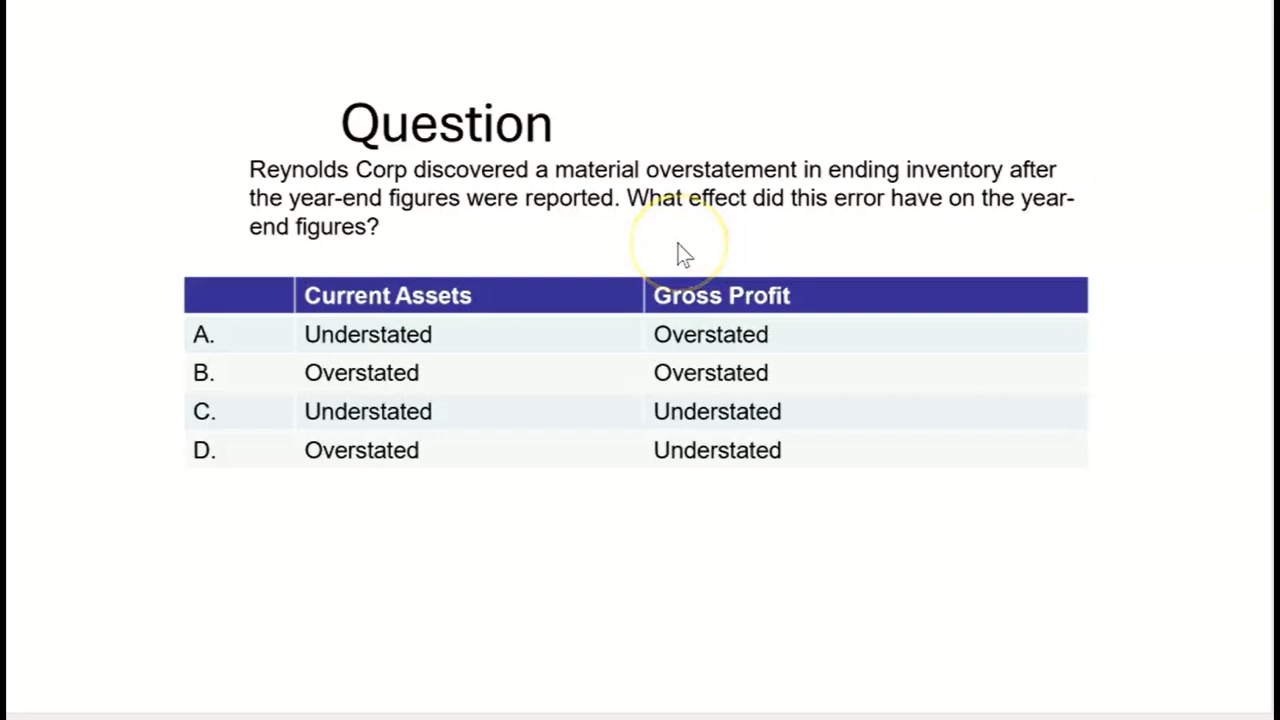 Question
Reynolds Corp discovered a material overstatement in ending inventory after
the year-end figures were reported. What effect did this error have on the year-
end figures?
Current Assets Gross Profit
A. Understated Overstated
B. Overstated Overstated
C. Understated Understated
D. Overstated Understated